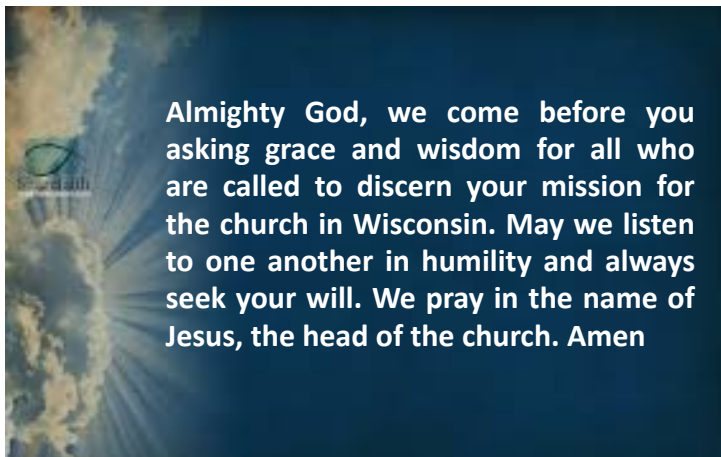 Almighty God, we come before you
asking grace and wisdom for all who
are called to discern your mission for
the church in Wisconsin. May we listen
to one another in humility and always
seek your will. We pray in the name of
Jesus, the head of the church. Amen